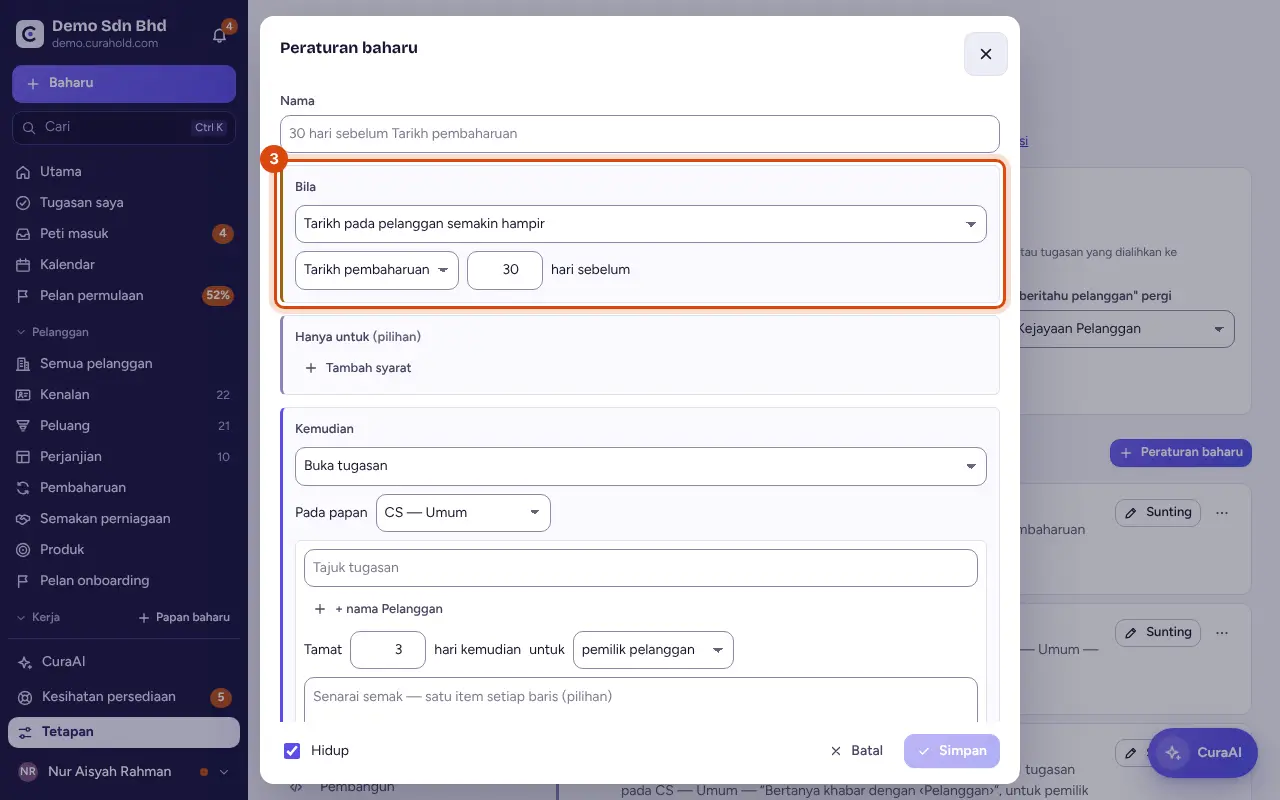 Demo Sdn Bhd
demo.curahold.com
4
Baharu
Cari
Ctrl K
Utama
Tugasan saya
Peti masuk
4
Kalendar
Pelan permulaan
52%
Pelanggan
Semua pelanggan
Kenalan
22
Peluang
21
Perjanjian
10
Pembaharuan
Semakan perniagaan
Produk
Pelan onboarding
Kerja
Papan baharu
CuraAI
Kesihatan persediaan
5
Tetapan
NR
Nur Aisyah Rahman
Peraturan baharu
Nama
30 hari sebelum Tarikh pembaharuan
3
Bila
Tarikh pada pelanggan semakin hampir
Tarikh pembaharuan
30
hari sebelum
Hanya untuk (pilihan)
Tambah syarat
Kemudian
Buka tugasan
Pada papan
CS — Umum
Tajuk tugasan
+ nama Pelanggan
Tamat
3
hari kemudian
untuk
pemilik pelanggan
Senarai semak — satu item setiap baris (pilihan)
Hidup
Batal
Simpan
si
tau tugasan yang dialihkan ke
beritahu pelanggan" pergi
Kejayaan Pelanggan
Peraturan baharu
Sunting
mbaharuan
Sunting
— Umum —
tugasan
pada CS — Umum — "Bertanya khabar dengan ‹Pelanggan›", untuk pemilik
CuraAI
Pembangun